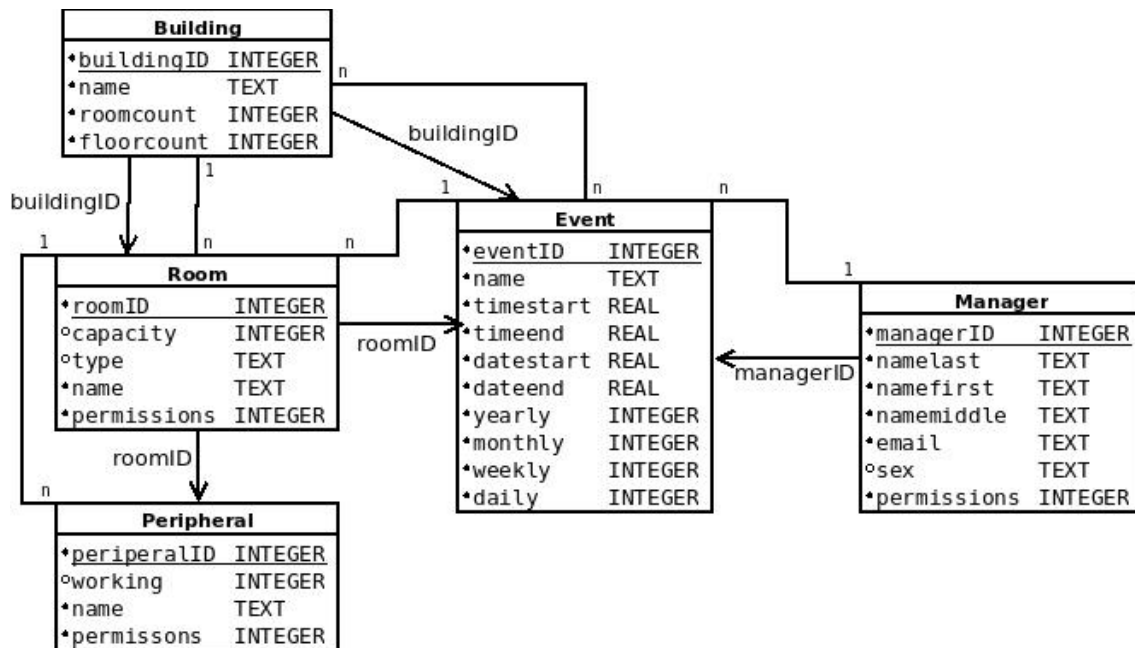 Building
buildingID INTEGER
name TEXT
roomcount INTEGER
floorcount INTEGER
n
buildingID
1
buildingID
1
n
n
1
n
n
Event
eventID INTEGER
name TEXT
timestart REAL
timeend REAL
datestart REAL
dateend REAL
yearly INTEGER
monthly INTEGER
weekly INTEGER
daily INTEGER
Room
roomID INTEGER
capacity INTEGER
type TEXT
name TEXT
permissions INTEGER
roomID
1
Manager
managerID INTEGER
namelast TEXT
namefirst TEXT
namemiddle TEXT
email TEXT
sex TEXT
permissions INTEGER
managerID
roomID
n
Peripheral
periperalID INTEGER
working INTEGER
name TEXT
permissons INTEGER